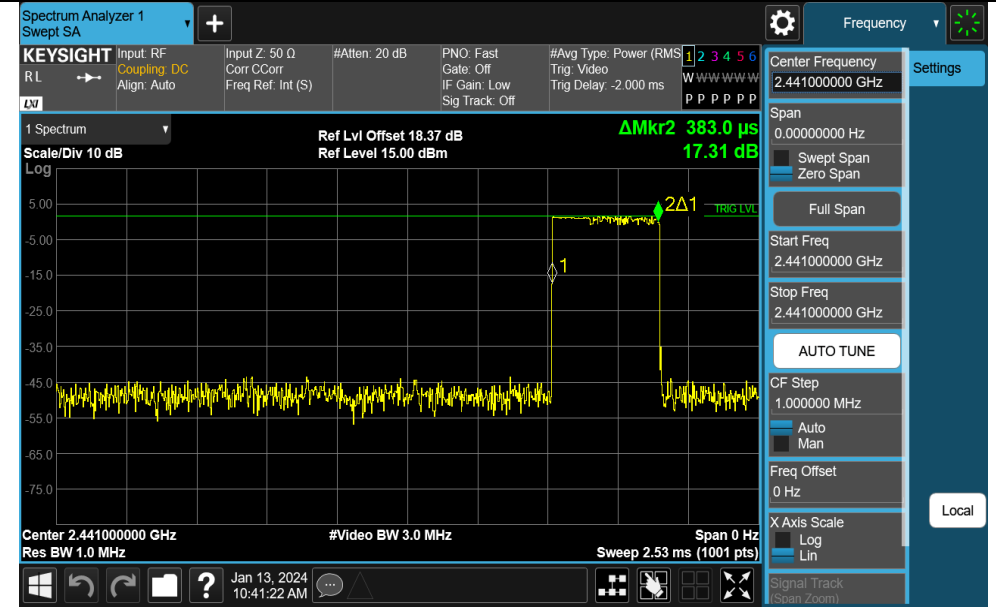 Spectrum Analyzer 1
Swept SA
+
Frequency
KEYSIGHT
RL
LXI
Input: RF
Coupling: DC
Align: Auto
Input Z: 50 Ω
Corr CCorr
Freq Ref: Int (S)
#Atten: 20 dB
PNO: Fast
Gate: Off
IF Gain: Low
Sig Track: Off
#Avg Type: Power (RMS
Trig: Video
Trig Delay: -2.000 ms
1 2 3 4 5 6
W W W W W W
P P P P P P
1 Spectrum
Scale/Div 10 dB
Log
Ref Lvl Offset 18.37 dB
Ref Level 15.00 dBm
ΔMkr2 383.0 µs
17.31 dB
5.00
-5.00
-15.0
-25.0
-35.0
-45.0
-55.0
-65.0
-75.0
2Δ1
TRIG LVL
1
Center 2.441000000 GHz
Res BW 1.0 MHz
#Video BW 3.0 MHz
Span 0 Hz
Sweep 2.53 ms (1001 pts)
Center Frequency
2.441000000 GHz
Settings
Span
0.00000000 Hz
Swept Span
Zero Span
Full Span
Start Freq
2.441000000 GHz
Stop Freq
2.441000000 GHz
AUTO TUNE
CF Step
1.000000 MHz
Auto
Man
Freq Offset
0 Hz
X Axis Scale
Log
Lin
Signal Track
(Span Zoom)
Local
?
Jan 13, 2024
10:41:22 AM